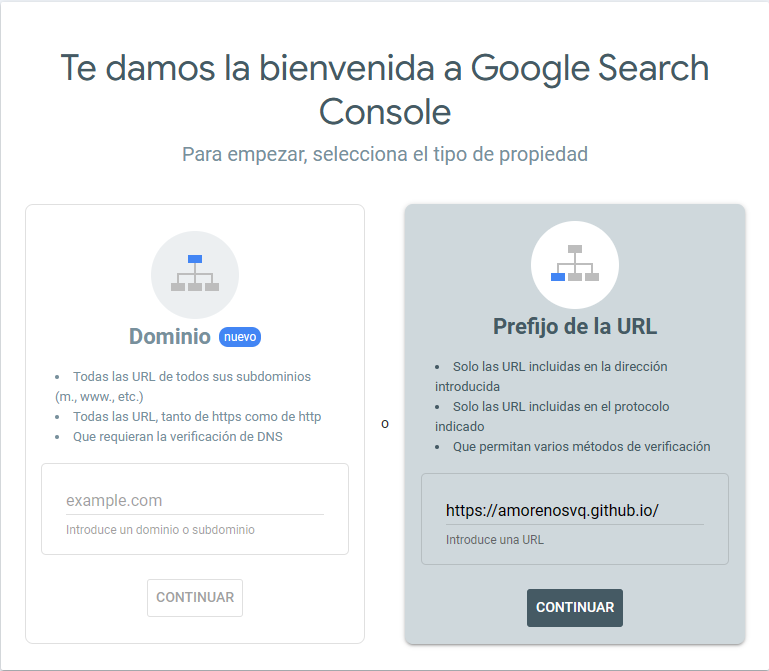 Te damos la bienvenida a Google Search
Console
Para empezar, selecciona el tipo de propiedad
Dominio nuevo
• Todas las URL de todos sus subdominios
(m., www., etc.)
• Todas las URL, tanto de https como de http
• Que requieran la verificación de DNS
example.com
Introduce un dominio o subdominio
CONTINUAR
o
Prefijo de la URL
• Solo las URL incluidas en la dirección
introducida
• Solo las URL incluidas en el protocolo
indicado
• Que permitan varios métodos de verificación
https://amorenosvq.github.io/
Introduce una URL
CONTINUAR